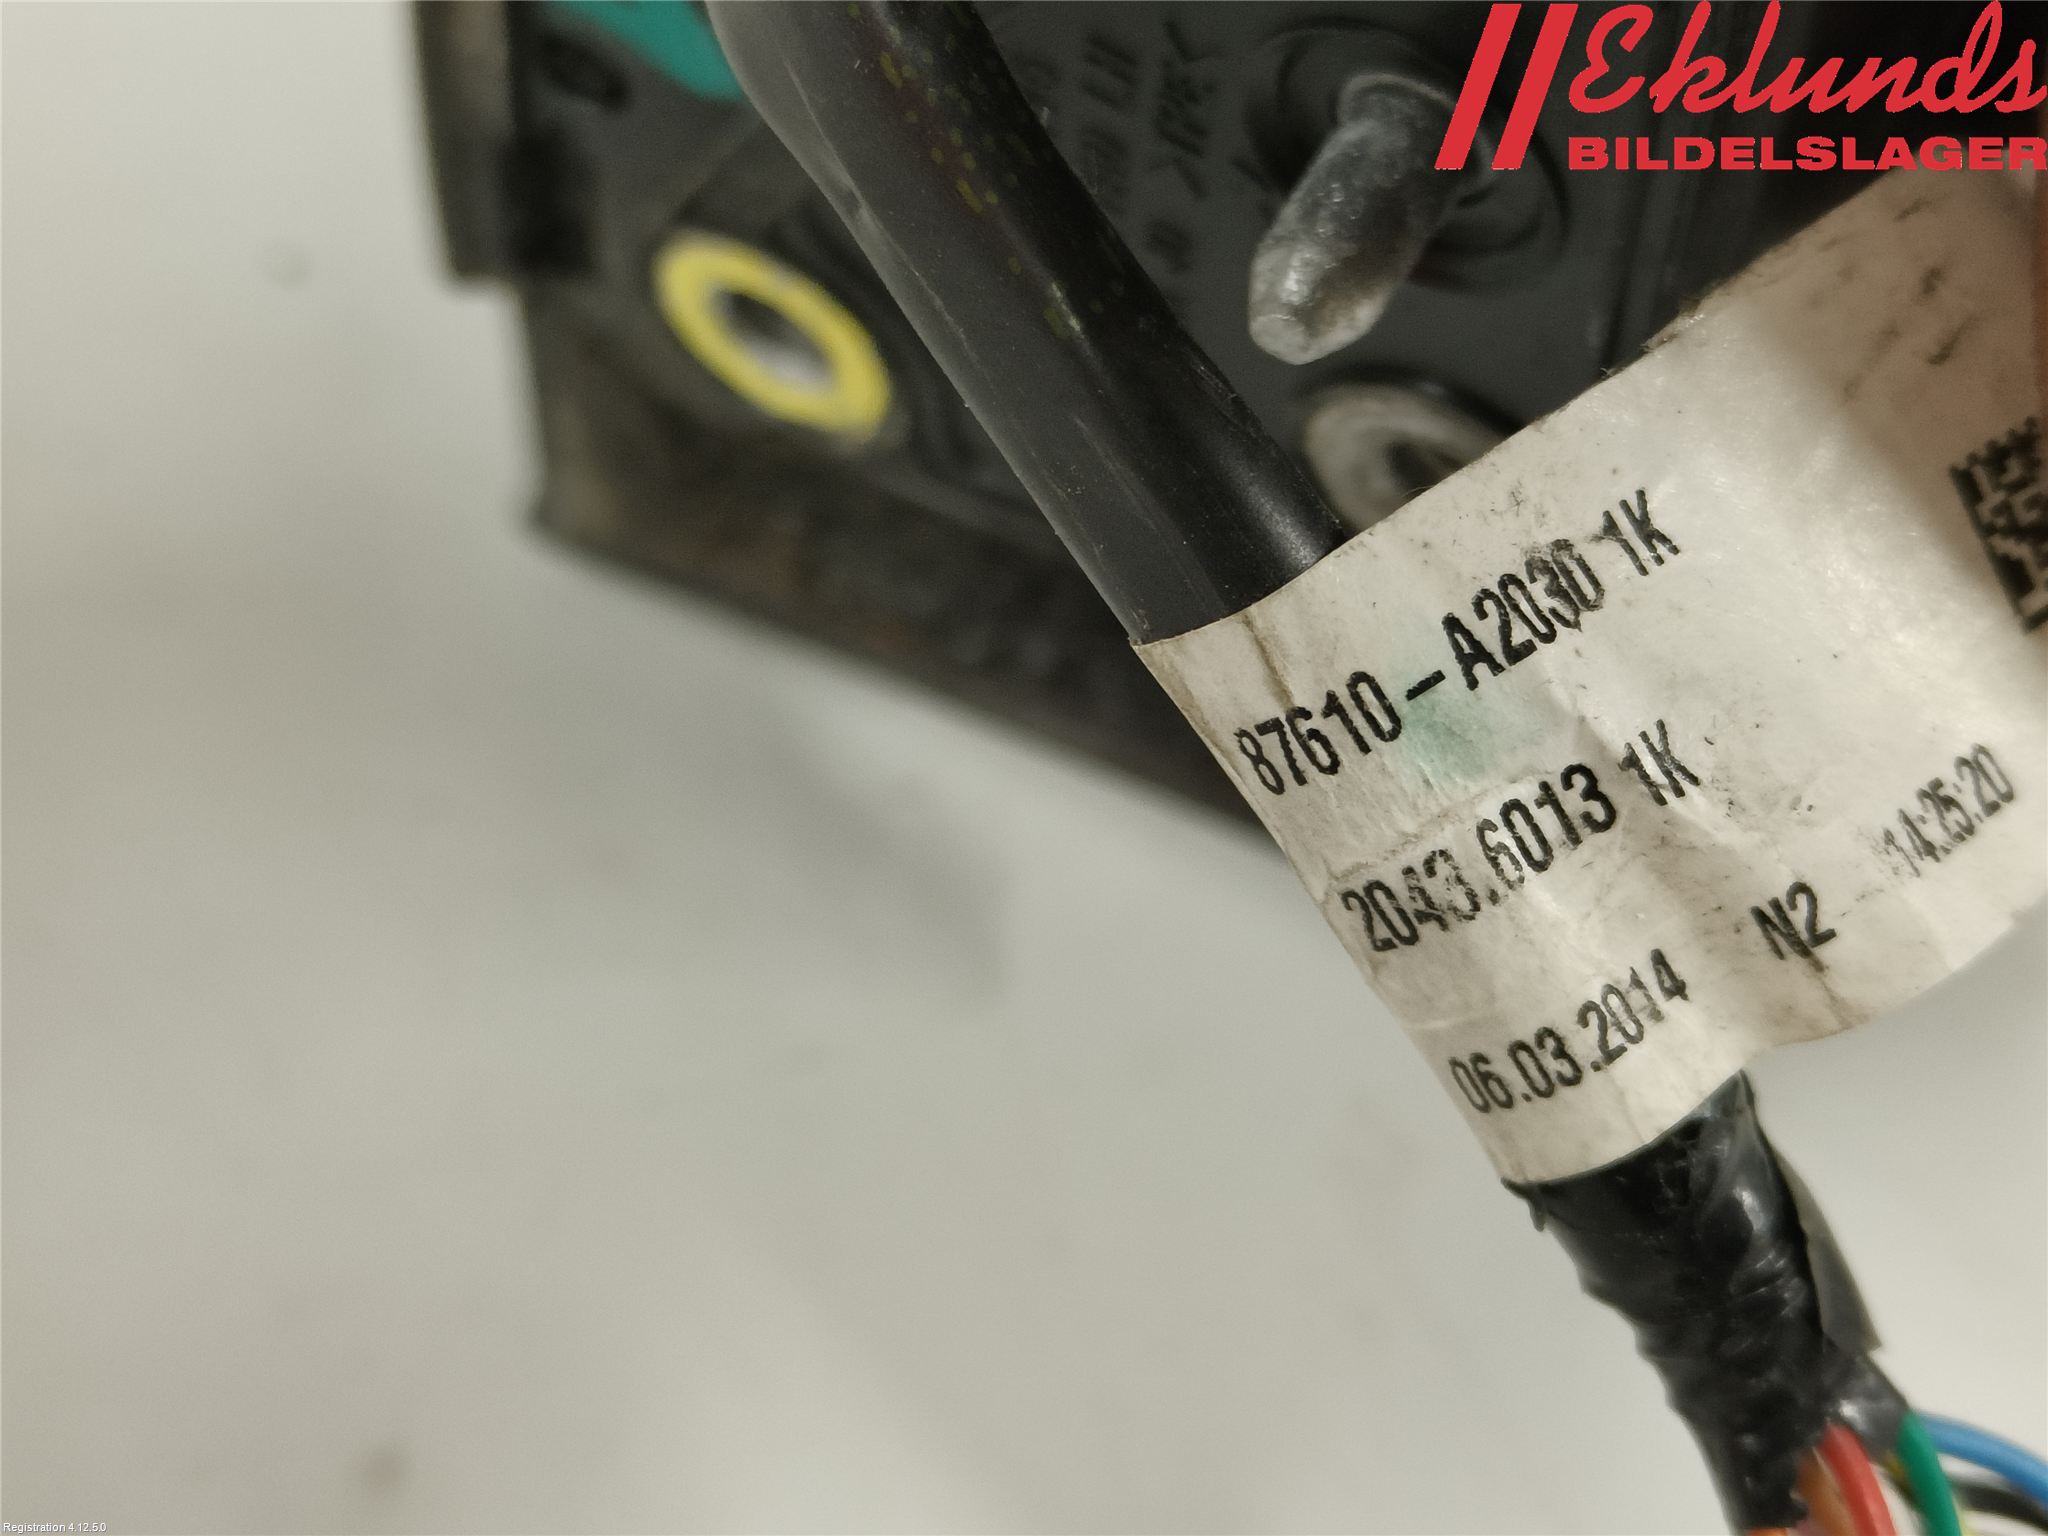 Eklunds
BILDELSLAGER
87610-A2030 1K
2043.6013 1K
06.03.2014 N2 14:25:20
Registration 4.12.5.0